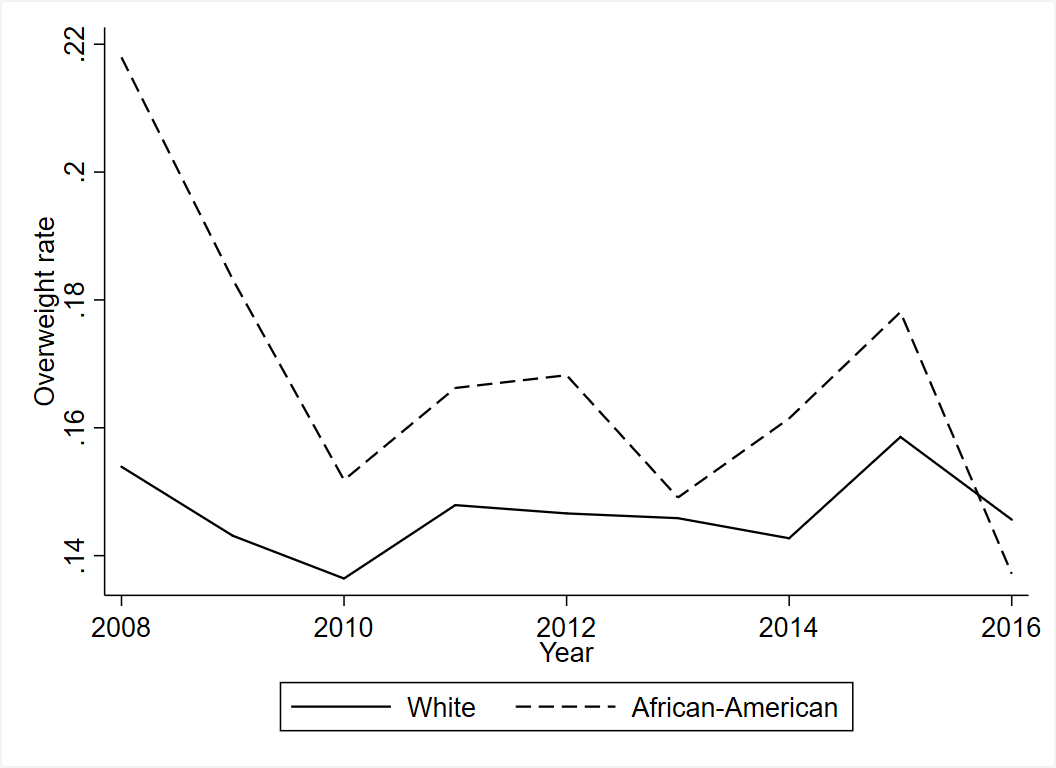 Overweight rate
.22
.2
.18
.16
.14
2008 2010 2012 2014 2016
Year
White African-American